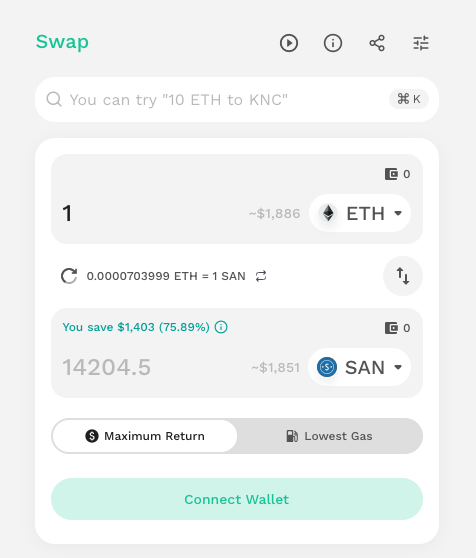 Swap
You can try "10 ETH to KNC"
⌘ K
0
1
~$1,886
ETH
0.0000703999 ETH = 1 SAN
You save $1,403 (75.89%)
0
14204.5
~$1,851
SAN
Maximum Return
Lowest Gas
Connect Wallet